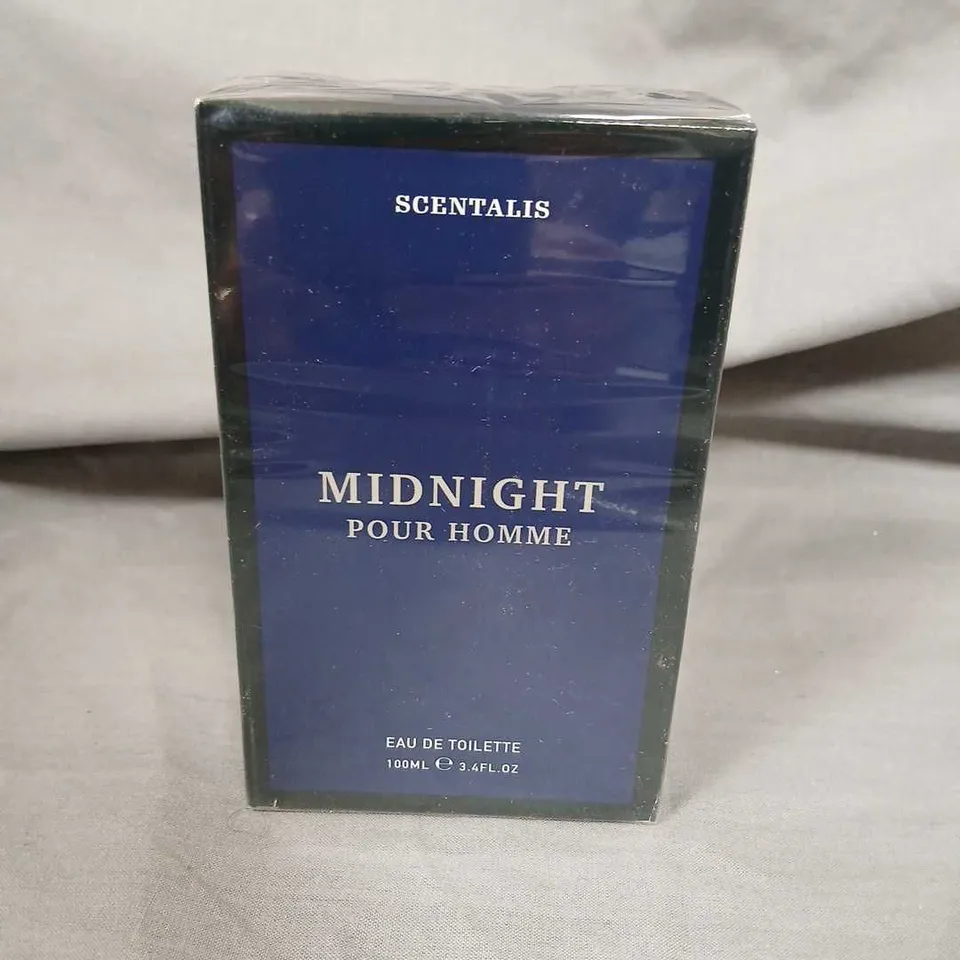 SCENTALIS
MIDNIGHT
POUR HOMME
EAU DE TOILETTE
100ML ℮ 3.4FL.OZ